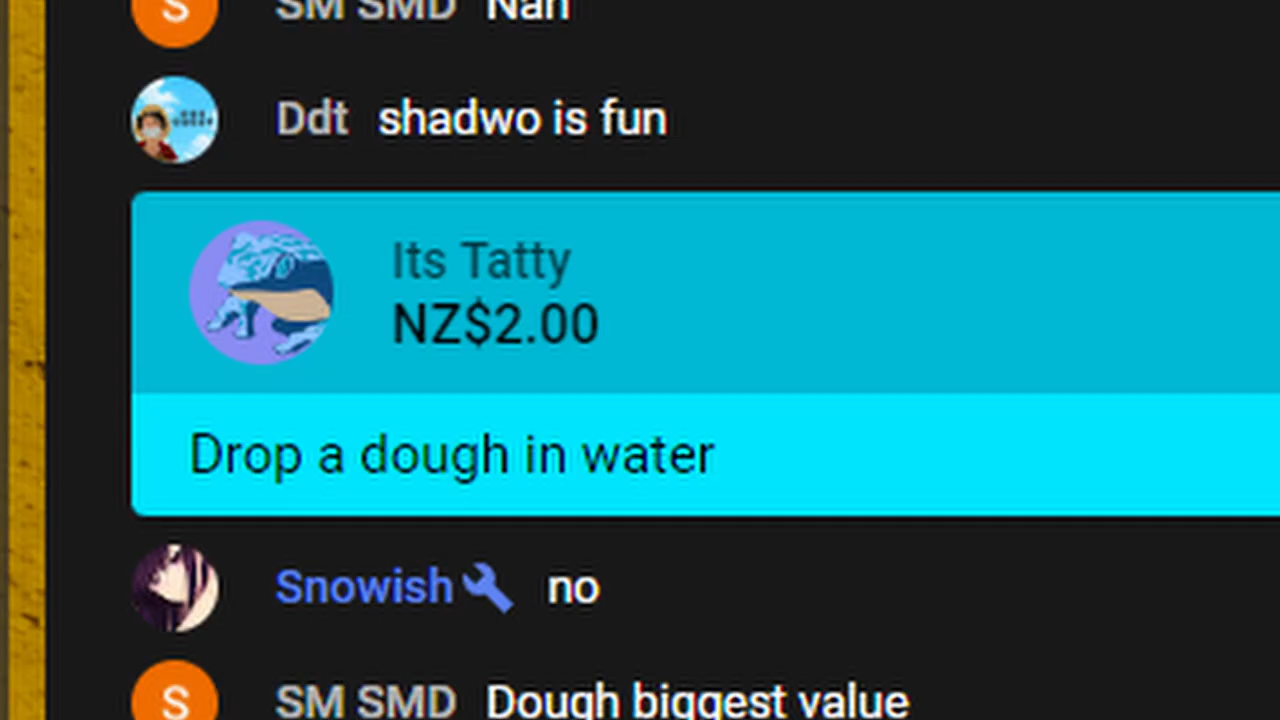 S SM SMD Nah
Ddt shadwo is fun
Its Tatty
NZ$2.00
Drop a dough in water
Snowish no
S SM SMD Dough biggest value